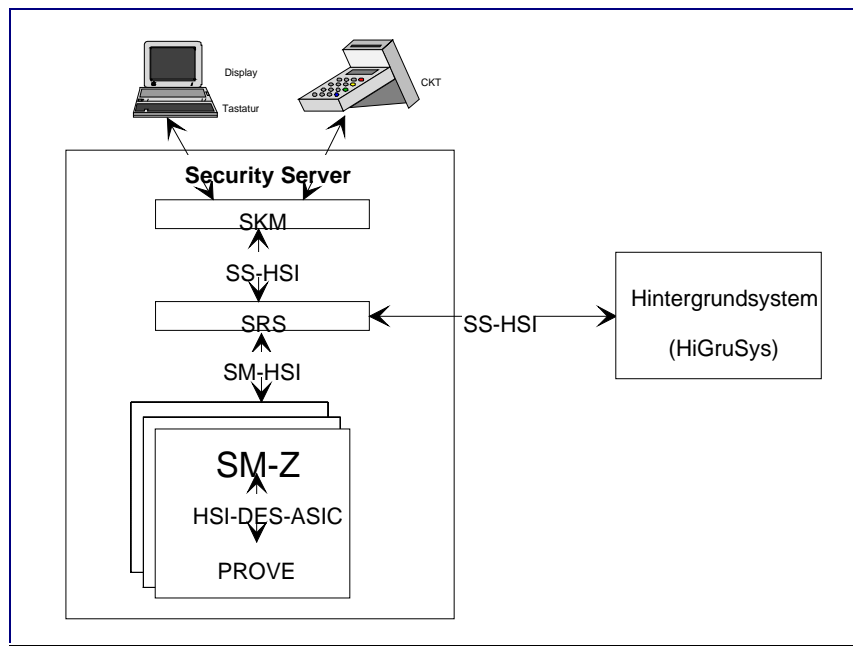 Display
CKT
Tastatur
Security Server
SKM
SS-HSI
SRS
SS-HSI
Hintergrundsystem
(HiGruSys)
SM-HSI
SM-Z
HSI-DES-ASIC
PROVE